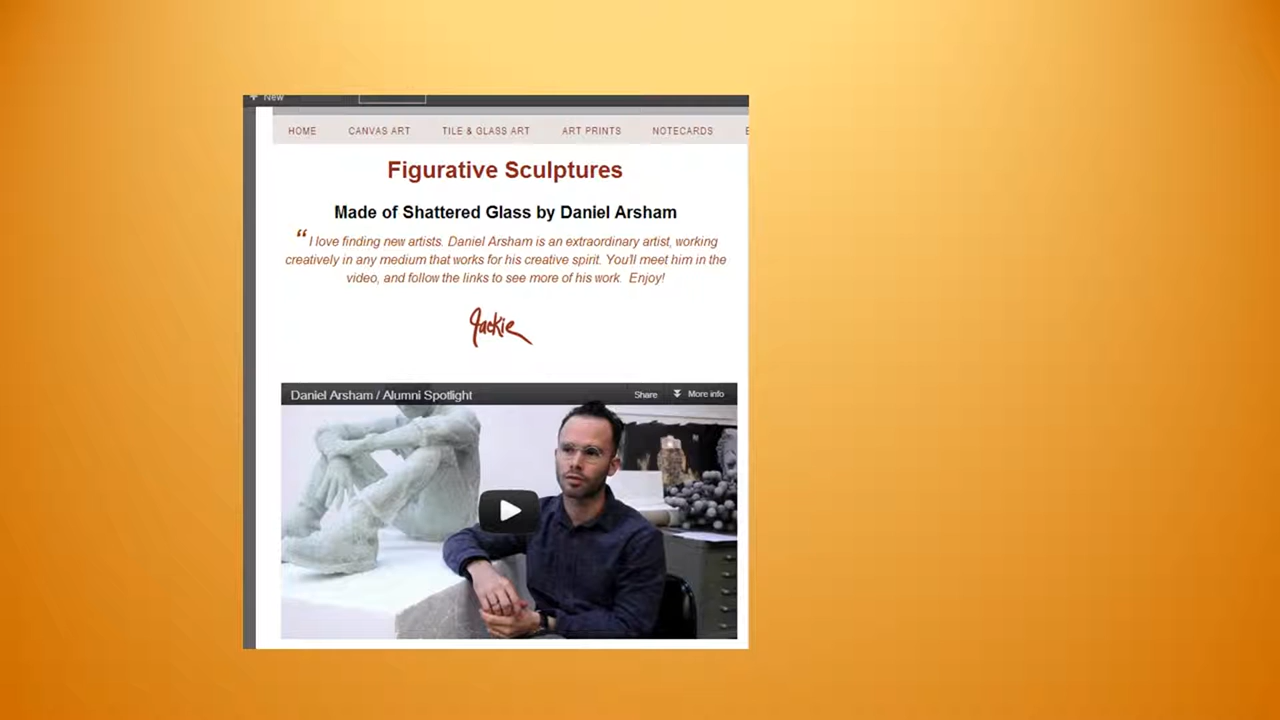 New
HOME CANVAS ART TILE & GLASS ART ART PRINTS NOTECARDS
Figurative Sculptures
Made of Shattered Glass by Daniel Arsham
“ I love finding new artists. Daniel Arsham is an extraordinary artist, working
creatively in any medium that works for his creative spirit. You'll meet him in the
video, and follow the links to see more of his work. Enjoy!
Jackie
Daniel Arsham / Alumni Spotlight Share More info